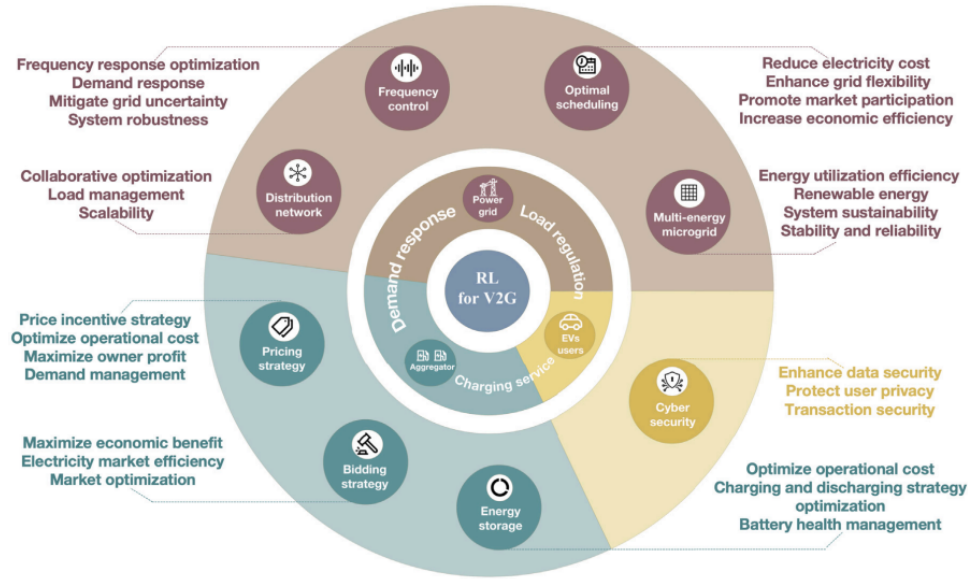 Frequency response optimization
Demand response
Mitigate grid uncertainty
System robustness
Frequency
control
Optimal
scheduling
Reduce electricity cost
Enhance grid flexibility
Promote market participation
Increase economic efficiency
Collaborative optimization
Load management
Scalability
Distribution
network
Multi-energy
microgrid
Energy utilization efficiency
Renewable energy
System sustainability
Stability and reliability
Power
grid
Demand response
Load regulation
RL
for V2G
EVs
users
Aggregator
Charging service
Price incentive strategy
Optimize operational cost
Maximize owner profit
Demand management
Pricing
strategy
Cyber
security
Enhance data security
Protect user privacy
Transaction security
Maximize economic benefit
Electricity market efficiency
Market optimization
Bidding
strategy
Energy
storage
Optimize operational cost
Charging and discharging strategy
optimization
Battery health management